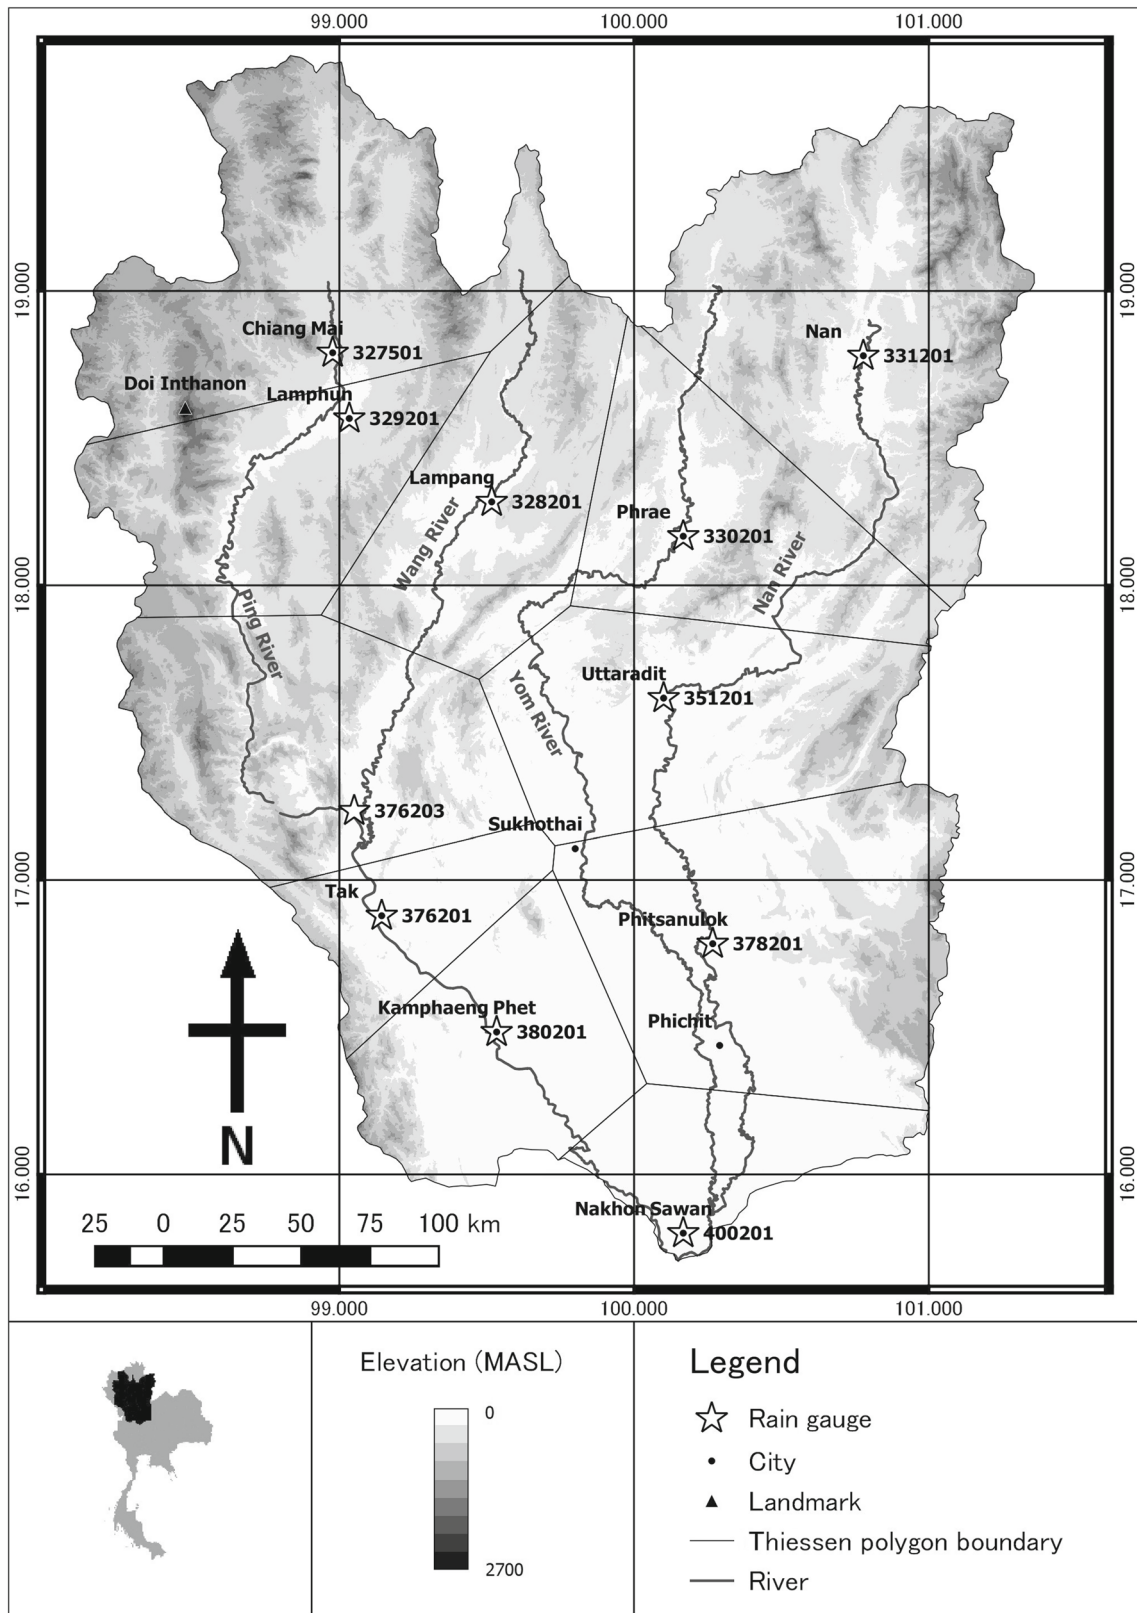 99.000 100.000 101.000
19.000 19.000
Chiang Mai
327501
Nan
331201
Doi Inthanon
Lamphun
329201
Lampang
328201
Phrae
330201
Wang River
Nan River
18.000 18.000
Ping River
Uttaradit
351201
Yom River
376203
Sukhothai
17.000 17.000
Tak
376201
Phitsanulok
378201
Kamphaeng Phet
380201
Phichit
N
16.000 16.000
Nakhon Sawan
400201
25 0 25 50 75 100 km
99.000 100.000 101.000
Elevation (MASL)
0
2700
Legend
Rain gauge
City
Landmark
Thiessen polygon boundary
River